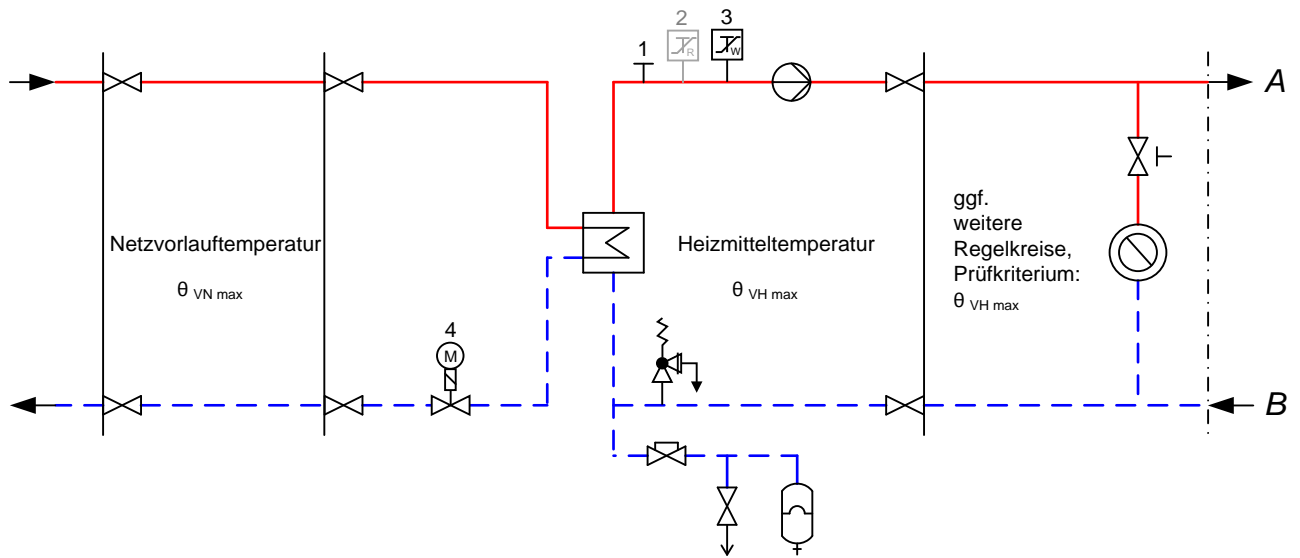 2
3
1
R
W
A
Netzvorlauftemperatur
θ VN max
Heizmitteltemperatur
θ VH max
ggf.
weitere
Regelkreise,
Prüfkriterium:
θ VH max
4
M
B